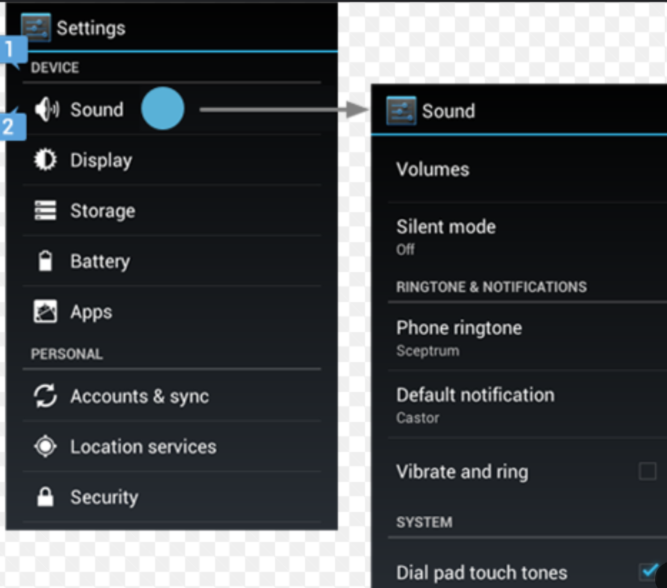 Settings
1
DEVICE
2
Sound
Display
Storage
Battery
Apps
PERSONAL
Accounts & sync
Location services
Security
Sound
Volumes
Silent mode
Off
RINGTONE & NOTIFICATIONS
Phone ringtone
Sceptrum
Default notification
Castor
Vibrate and ring
SYSTEM
Dial pad touch tones